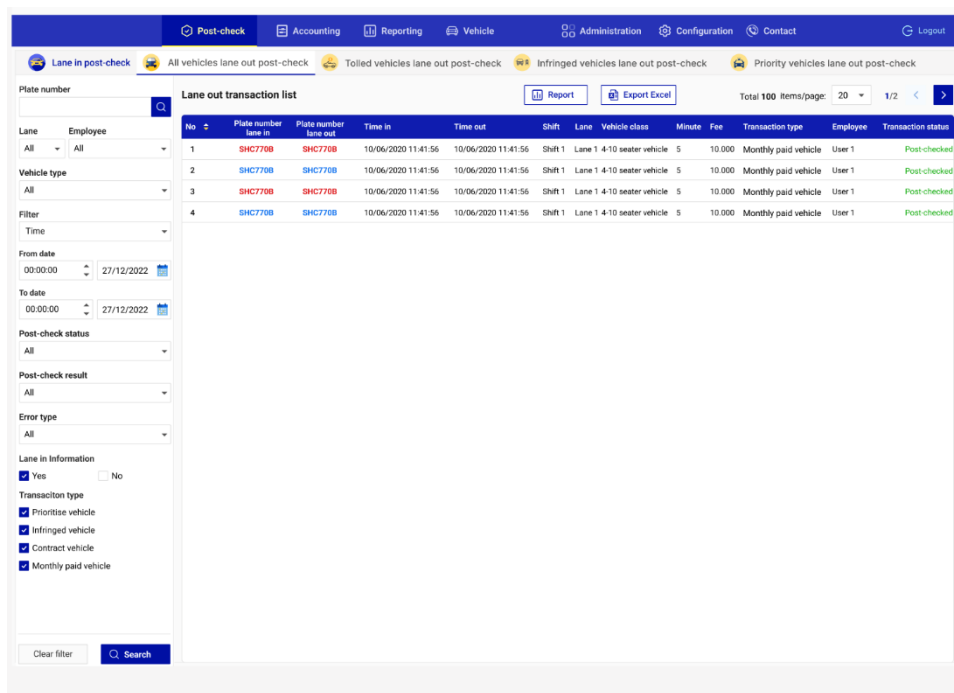 Post-check Accounting Reporting Vehicle Administration Configuration Contact Logout
Lane in post-check All vehicles lane out post-check Tolled vehicles lane out post-check Infringed vehicles lane out post-check Priority vehicles lane out post-check
Plate number
Lane Employee
All All
Vehicle type
All
Filter
Time
From date
00:00:00 27/12/2022
To date
00:00:00 27/12/2022
Post-check status
All
Post-check result
All
Error type
All
Lane in Information
Yes No
Transaciton type
Prioritise vehicle
Infringed vehicle
Contract vehicle
Monthly paid vehicle
Clear filter Search
Lane out transaction list Report Export Excel Total 100 items/page: 20 1/2
No Plate number lane in Plate number lane out Time in Time out Shift Lane Vehicle class Minute Fee Transaction type Employee Transaction status
1 SHC770B SHC770B 10/06/2020 11:41:56 10/06/2020 11:41:56 Shift 1 Lane 1 4-10 seater vehicle 5 10.000 Monthly paid vehicle User 1 Post-checked
2 SHC770B SHC770B 10/06/2020 11:41:56 10/06/2020 11:41:56 Shift 1 Lane 1 4-10 seater vehicle 5 10.000 Monthly paid vehicle User 1 Post-checked
3 SHC770B SHC770B 10/06/2020 11:41:56 10/06/2020 11:41:56 Shift 1 Lane 1 4-10 seater vehicle 5 10.000 Monthly paid vehicle User 1 Post-checked
4 SHC770B SHC770B 10/06/2020 11:41:56 10/06/2020 11:41:56 Shift 1 Lane 1 4-10 seater vehicle 5 10.000 Monthly paid vehicle User 1 Post-checked